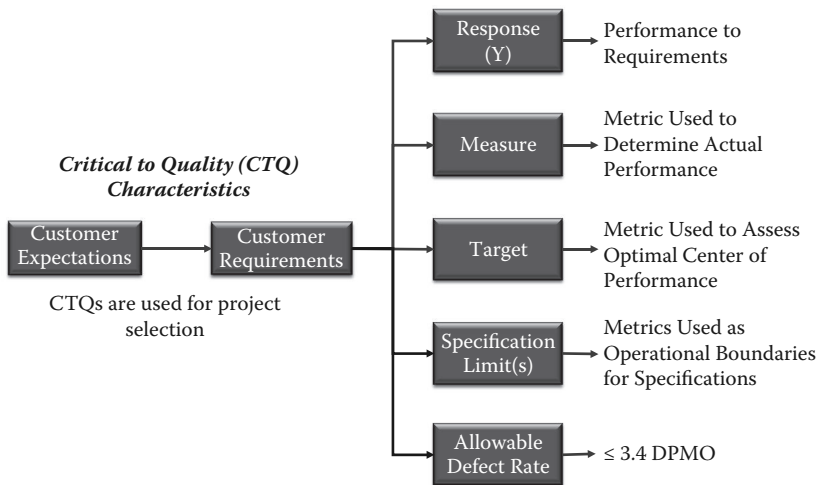 Critical to Quality (CTQ)
Characteristics
Customer
Expectations
Customer
Requirements
CTQs are used for project
selection
Response
(Y)
Performance to
Requirements
Measure
Metric Used to
Determine Actual
Performance
Target
Metric Used to Assess
Optimal Center of
Performance
Specification
Limit(s)
Metrics Used as
Operational Boundaries
for Specifications
Allowable
Defect Rate
≤ 3.4 DPMO